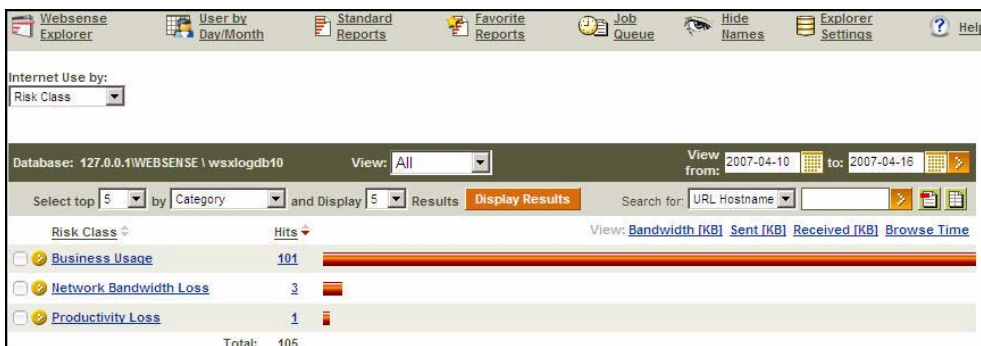 Websense Explorer User by Day/Month Standard Reports Favorite Reports Job Queue Hide Names Explorer Settings ? Help
Internet Use by:
Risk Class
Database: 127.0.0.1\WEBSENSE \ wsxlogdb10 View: All View from: 2007-04-10 to: 2007-04-16
Select top 5 by Category and Display 5 Results Display Results Search for: URL Hostname
Risk Class Hits View: Bandwidth [KB] Sent [KB] Received [KB] Browse Time
Business Usage 101
Network Bandwidth Loss 3
Productivity Loss 1
Total: 105